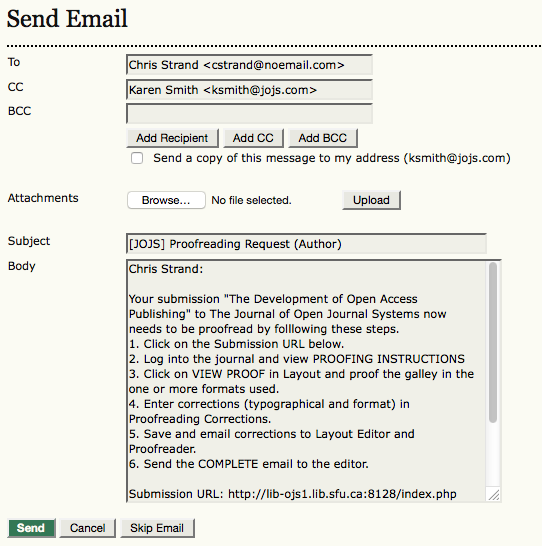 Send Email
To
Chris Strand <cstrand@noemail.com>
CC
Karen Smith <ksmith@jojs.com>
BCC
Add Recipient Add CC Add BCC
Send a copy of this message to my address (ksmith@jojs.com)
Attachments
Browse... No file selected. Upload
Subject
[JOJS] Proofreading Request (Author)
Body
Chris Strand:
Your submission "The Development of Open Access
Publishing" to The Journal of Open Journal Systems now
needs to be proofread by folllowing these steps.
1. Click on the Submission URL below.
2. Log into the journal and view PROOFING INSTRUCTIONS
3. Click on VIEW PROOF in Layout and proof the galley in the
one or more formats used.
4. Enter corrections (typographical and format) in
Proofreading Corrections.
5. Save and email corrections to Layout Editor and
Proofreader.
6. Send the COMPLETE email to the editor.
Submission URL: http://lib-ojs1.lib.sfu.ca:8128/index.php
Send Cancel Skip Email